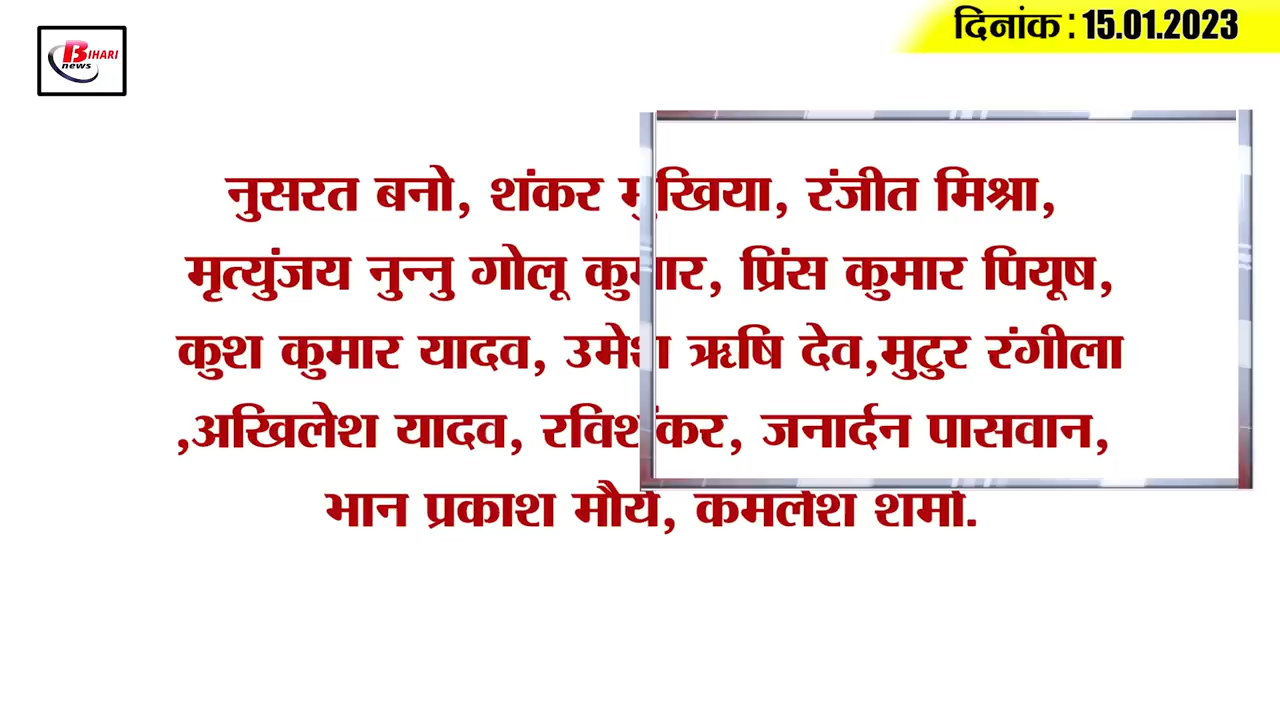 BIHARI
news
दिनांक : 15.01.2023
नुसरत बनो, शंकर मुखिया, रंजीत मिश्रा,
मृत्युंजय नुन्नु गोलू कुमार, प्रिंस कुमार पियूष,
कुश कुमार यादव, उमेश ऋषि देव,मुटुर रंगीला
,अखिलेश यादव, रविशंकर, जनार्दन पासवान,
भान प्रकाश मौर्य, कमलेश शर्मा.